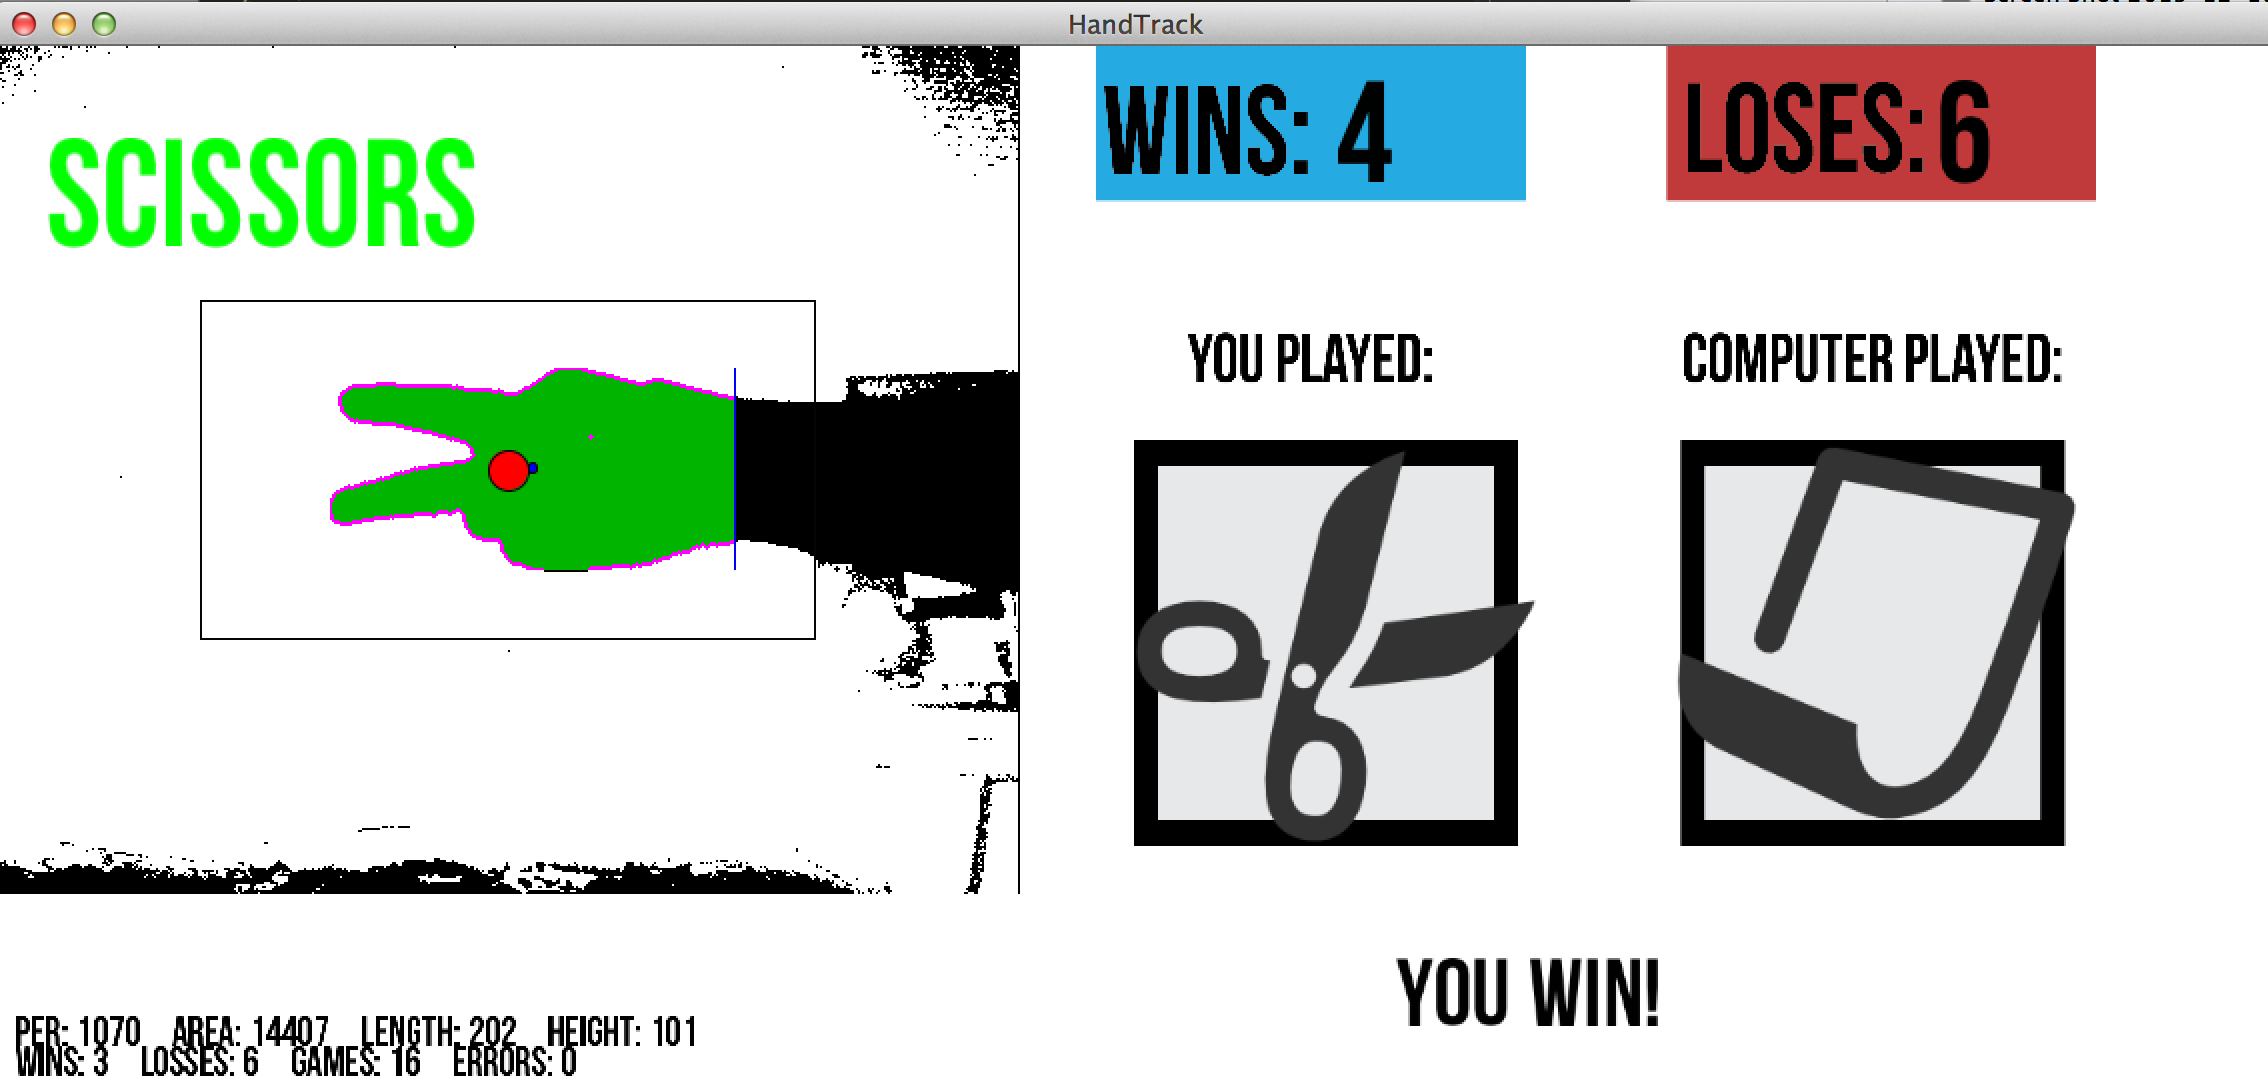 HandTrack
SCISSORS
WINS: 4
LOSES: 6
YOU PLAYED:
COMPUTER PLAYED:
YOU WIN!
PER: 1070 AREA: 14407 LENGTH: 202 HEIGHT: 101
WINS: 3 LOSSES: 6 GAMES: 16 ERRORS: 0